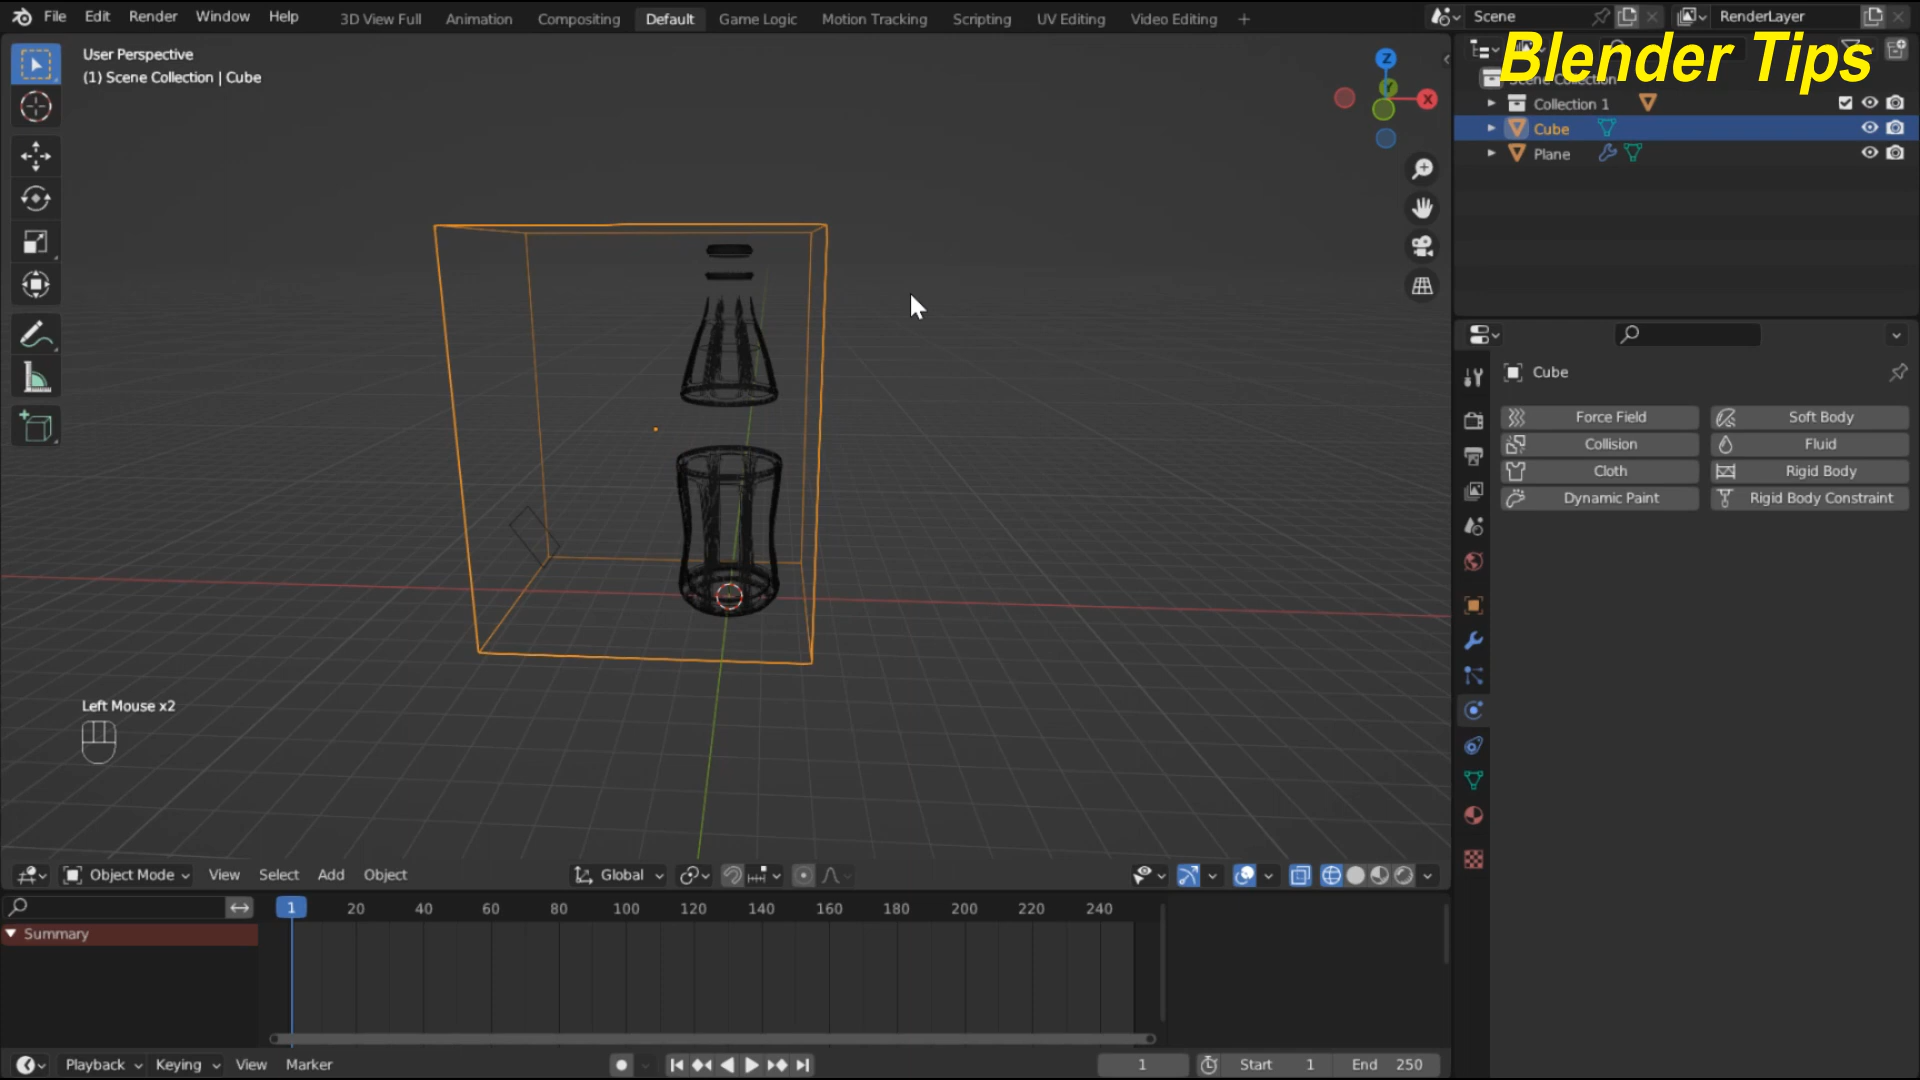 File Edit Render Window Help
3D View Full Animation Compositing Default Game Logic Motion Tracking Scripting UV Editing Video Editing +
Scene
RenderLayer
Blender Tips
User Perspective
(1) Scene Collection | Cube
Z
Y
X
Scene Collection
Collection 1
Cube
Plane
Cube
Force Field
Soft Body
Collision
Fluid
Cloth
Rigid Body
Dynamic Paint
Rigid Body Constraint
Left Mouse x2
Object Mode View Select Add Object
Global
1 20 40 60 80 100 120 140 160 180 200 220 240
Summary
Playback Keying View Marker
1
Start 1
End 250